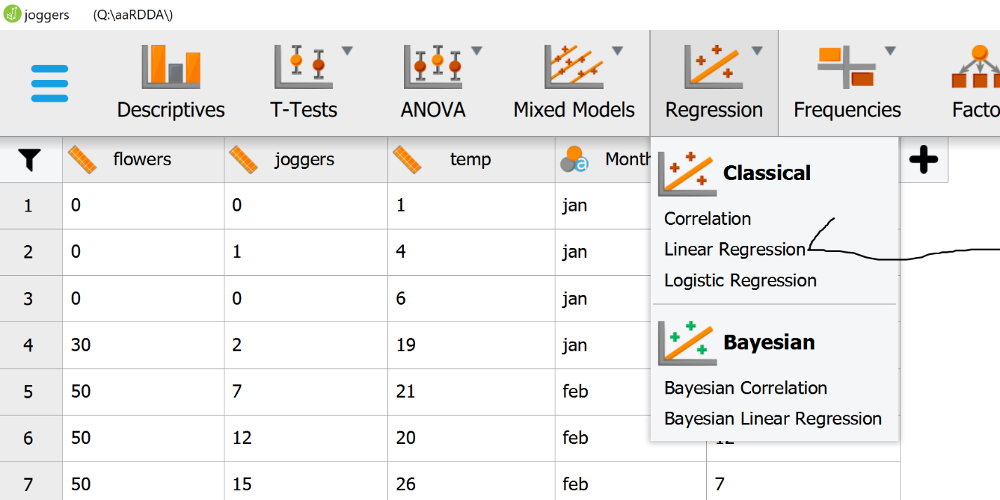 joggers (Q:\aaRDDA\)
Descriptives T-Tests ANOVA Mixed Models Regression Frequencies Facto
flowers joggers temp Month
Classical
Correlation
Linear Regression
Logistic Regression
Bayesian
Bayesian Correlation
Bayesian Linear Regression
1 0 0 1 jan
2 0 1 4 jan
3 0 0 6 jan
4 30 2 19 jan
5 50 7 21 feb
6 50 12 20 feb 12
7 50 15 26 feb 7